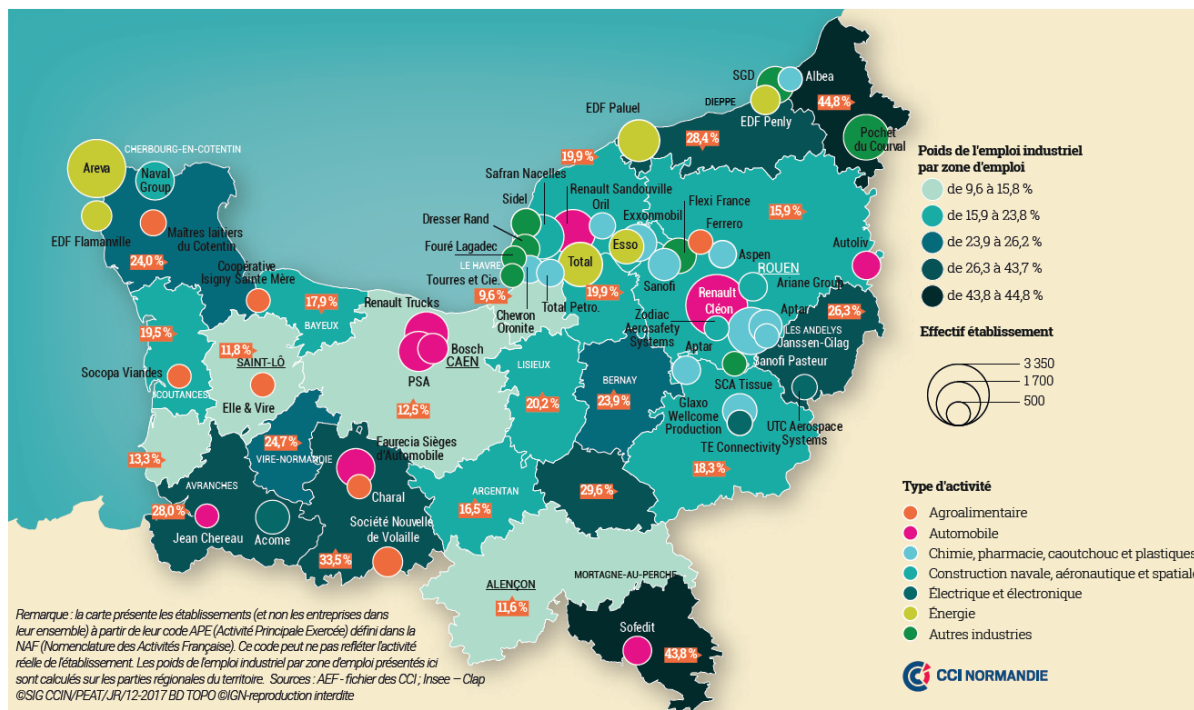 SGD
Albea
DIEPPE
44,8 %
EDF Paluel
EDF Penly
28,4 %
Pochet
du Courval
Areva
CHERBOURG-EN-COTENTIN
Naval
Group
EDF Flamanville
Maîtres laitiers
du Cotentin
24,0 %
Coopérative
Isigny Sainte Mère
19,9 %
Safran Nacelles
Renault Sandouville
Sidel
Oril
Flexi France
15,9 %
Dresser Rand
Exxonmobil
Ferrero
Fouré Lagadec
Esso
Autoliv
LE HAVRE
Total
Aspen
Tourres et Cie.
Sanofi
ROUEN
9,6 %
19,9 %
Renault
Cléon
Ariane Group
Chevron
Oronite
Total Petro.
Zodiac
Aerosafety
Systems
Aptar
26,3 %
LES ANDELYS
Janssen-Cilag
Aptar
Sanofi Pasteur
17,9 %
BAYEUX
Renault Trucks
19,5 %
11,8 %
SAINT-LÔ
Bosch
CAEN
PSA
LISIEUX
BERNAY
SCA Tissue
Socopa Viandes
COUTANCES
Elle & Vire
12,5 %
20,2 %
23,9 %
Glaxo
Wellcome
Production
UTC Aerospace
Systems
TE Connectivity
18,3 %
13,3 %
24,7 %
VIRE-NORMANDIE
Faurecia Sièges
d'Automobile
AVRANCHES
28,0 %
Jean Chereau
Acome
Charal
Société Nouvelle
de Volaille
33,5 %
ARGENTAN
16,5 %
29,6 %
ALENÇON
11,6 %
MORTAGNE-AU-PERCHE
Sofedit
43,8 %
Poids de l'emploi industriel
par zone d'emploi
de 9,6 à 15,8 %
de 15,9 à 23,8 %
de 23,9 à 26,2 %
de 26,3 à 43,7 %
de 43,8 à 44,8 %
Effectif établissement
3 350
1 700
500
Type d'activité
Agroalimentaire
Automobile
Chimie, pharmacie, caoutchouc et plastiques
Construction navale, aéronautique et spatiale
Électrique et électronique
Énergie
Autres industries
CCI NORMANDIE
Remarque : la carte présente les établissements (et non les entreprises dans
leur ensemble) à partir de leur code APE (Activité Principale Exercée) défini dans la
NAF (Nomenclature des Activités Française). Ce code peut ne pas refléter l'activité
réelle de l'établissement. Les poids de l'emploi industriel par zone d'emploi présentés ici
sont calculés sur les parties régionales du territoire. Sources : AEF - fichier des CCI ; Insee – Clap
©SIG CCIN/PEAT/JR/12-2017 BD TOPO ©IGN-reproduction interdite